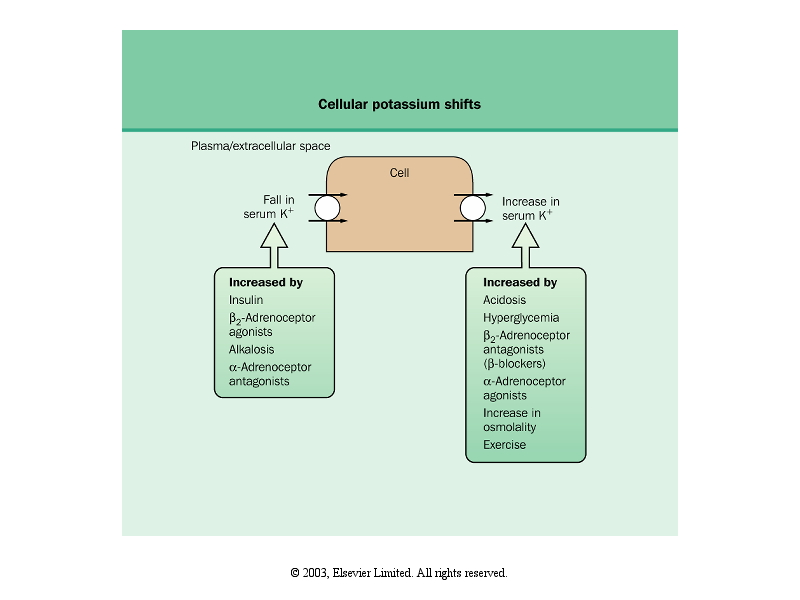 Cellular potassium shifts
Plasma/extracellular space
Cell
Fall in
serum K⁺
Increase in
serum K⁺
Increased by
Insulin
β₂-Adrenoceptor
agonists
Alkalosis
α-Adrenoceptor
antagonists
Increased by
Acidosis
Hyperglycemia
β₂-Adrenoceptor
antagonists
(β-blockers)
α-Adrenoceptor
agonists
Increase in
osmolality
Exercise
© 2003, Elsevier Limited. All rights reserved.